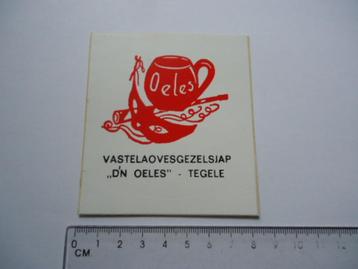 Oeles
VASTELAOVESGEZELSJAP
„D'N OELES" - TEGELE
0 1 2 3 4 5 6 7 8 9 10 11 12
CM